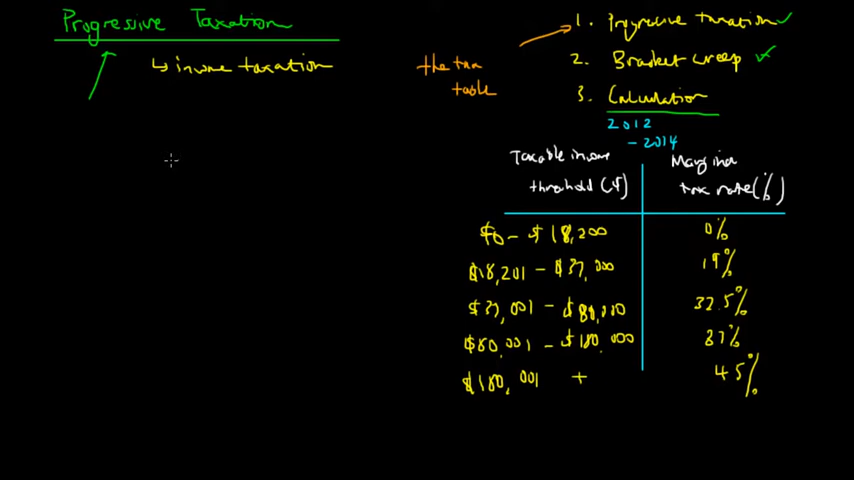 Progressive Taxation
↳ income taxation
the tax
table
1. Progressive taxation ✓
2. Bracket creep ✓
3. Calculation
2012
- 2014
Taxable income
threshold ($)
Marginal
tax rate (%)
$0 - $18,200 0%
$18,201 - $37,000 19%
$37,001 - $80,000 32.5%
$80,001 - $180,000 37%
$180,001 + 45%